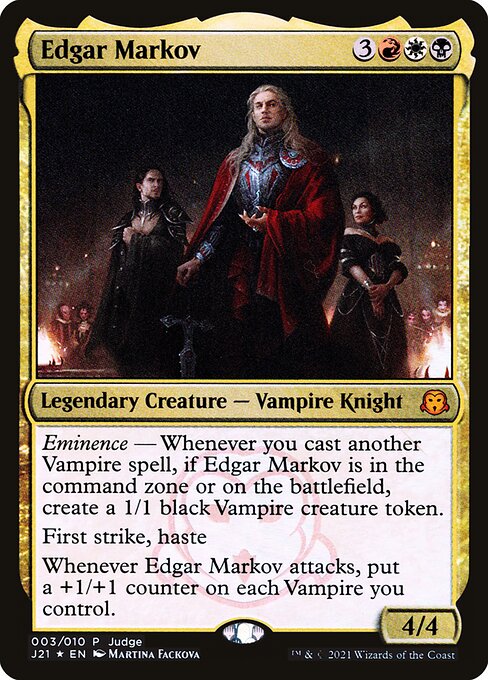 Edgar Markov 3
Legendary Creature — Vampire Knight
Eminence — Whenever you cast another
Vampire spell, if Edgar Markov is in the
command zone or on the battlefield,
create a 1/1 black Vampire creature token.
First strike, haste
Whenever Edgar Markov attacks, put
a +1/+1 counter on each Vampire you
control.
4/4
003/010 P Judge
J21 ★ EN Martina Fackova
™ & © 2021 Wizards of the Coast